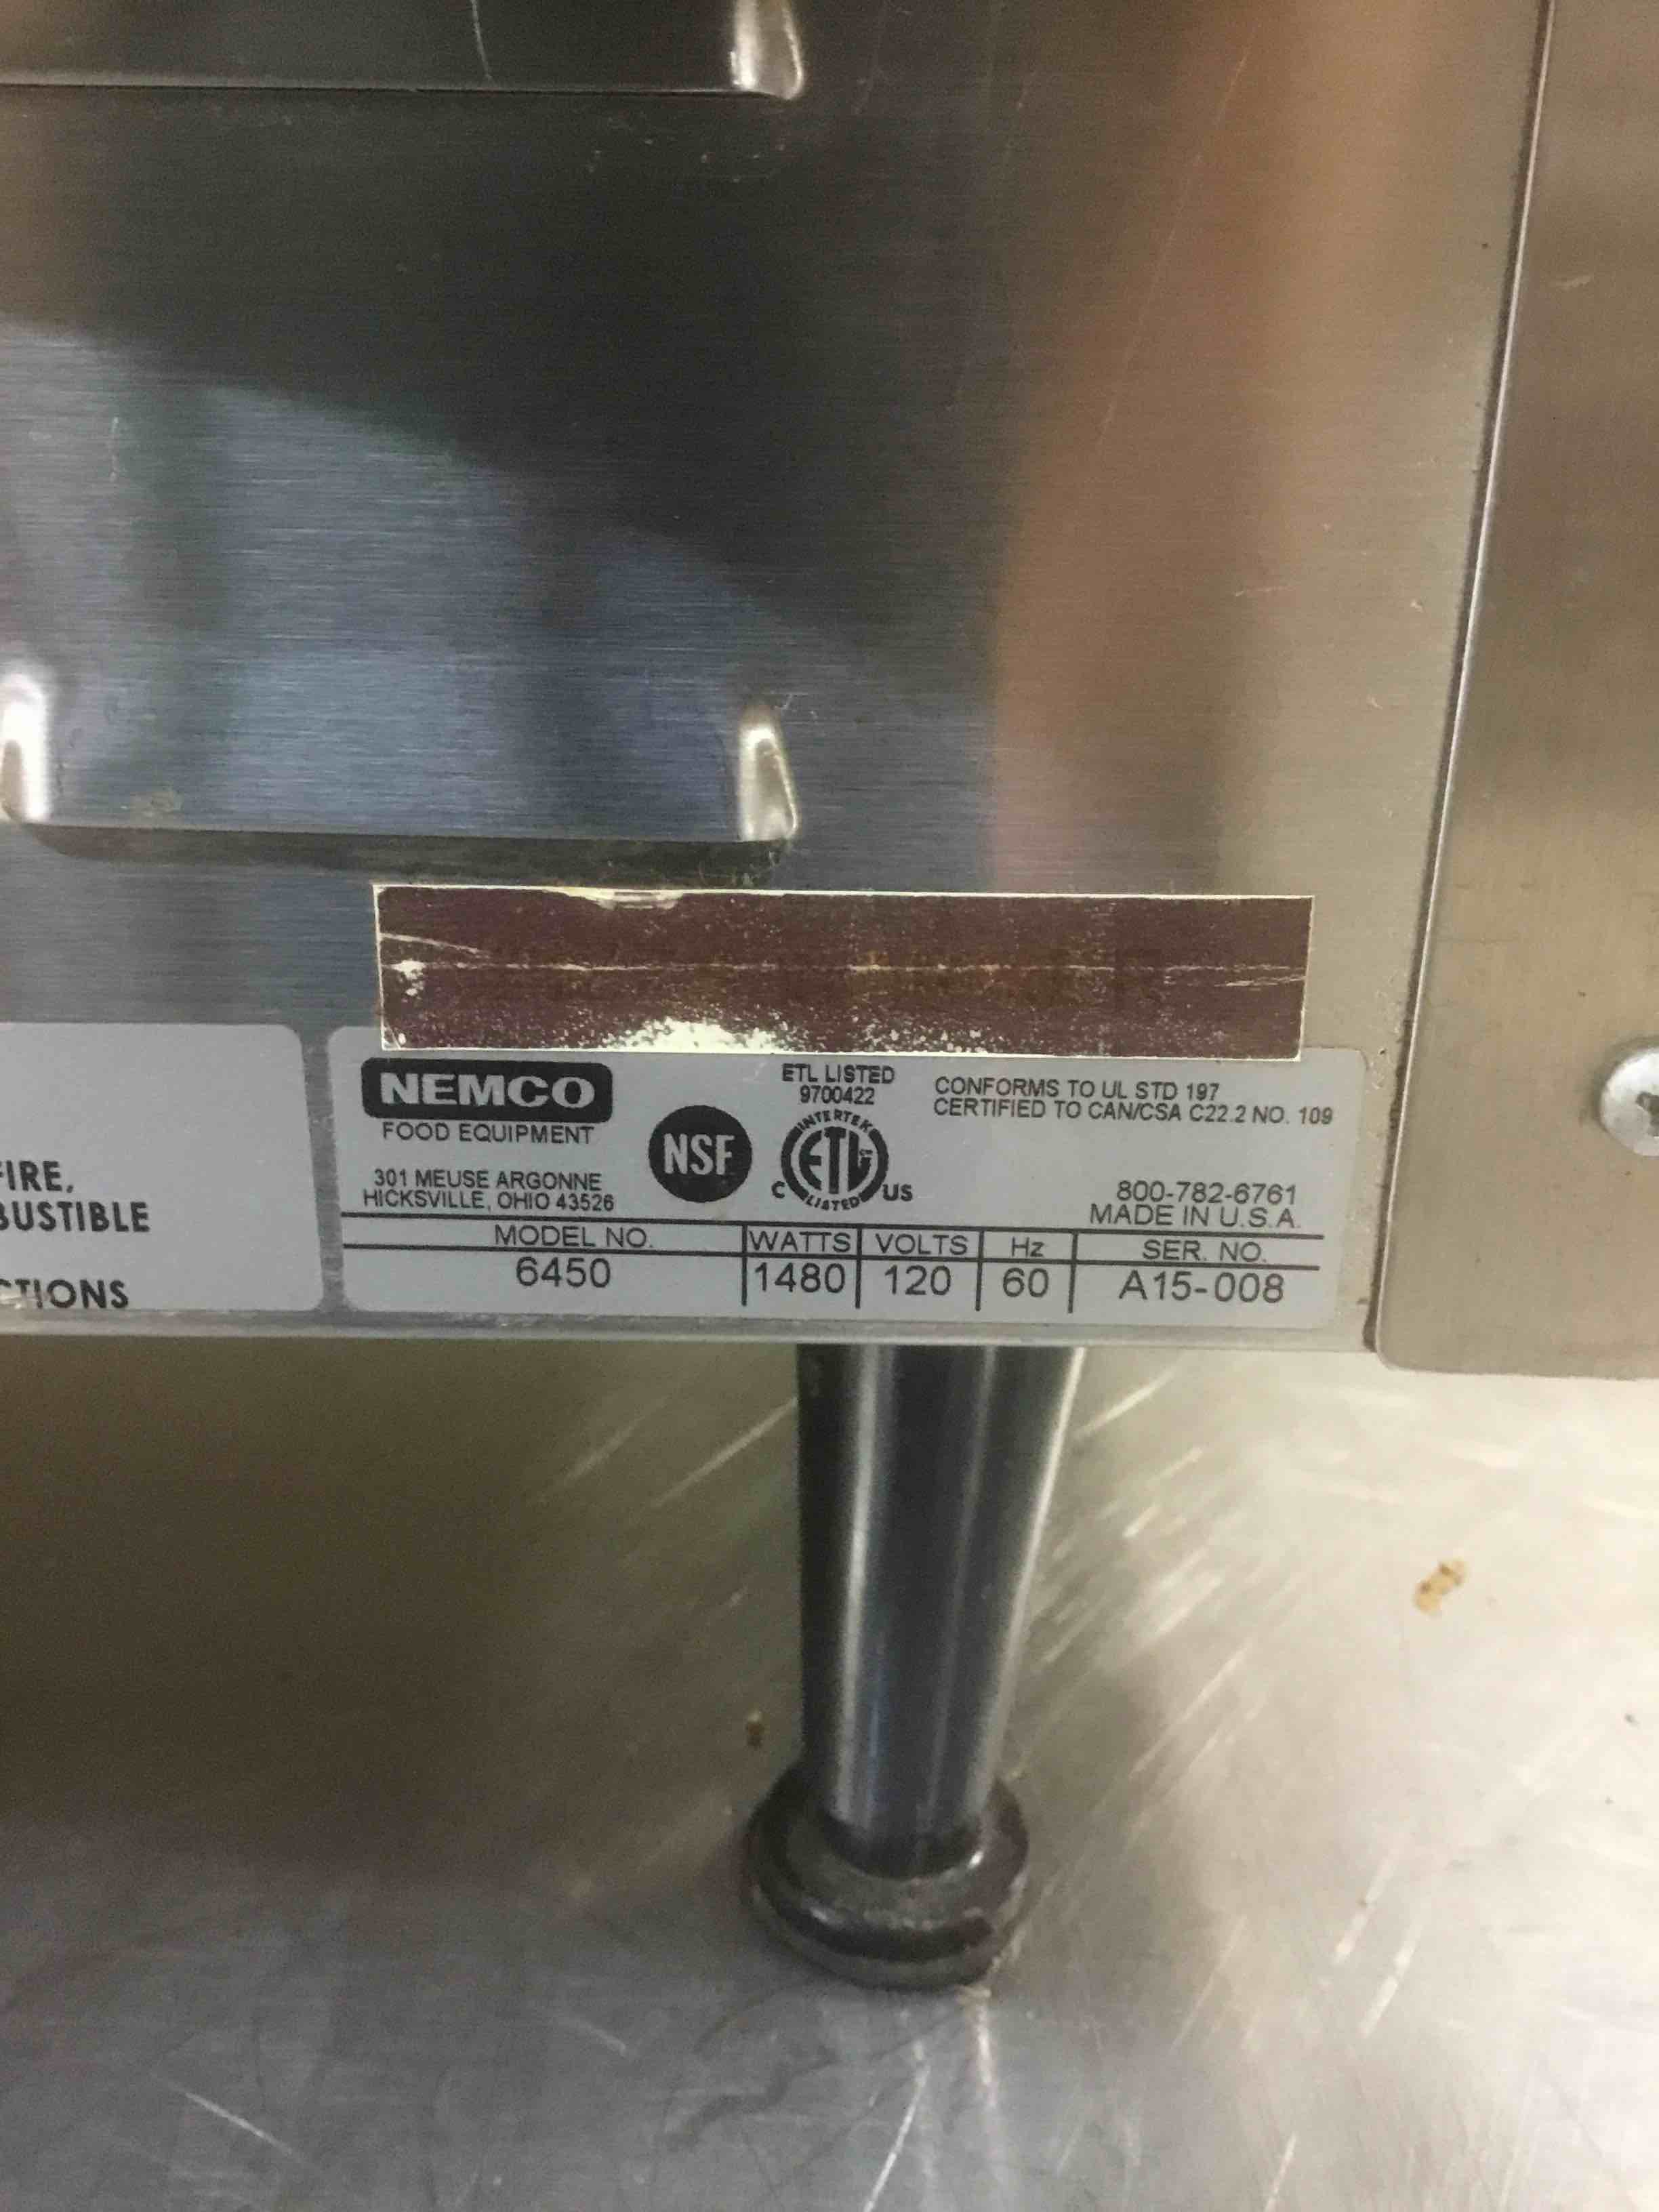 FIRE,
BUSTIBLE
CTIONS
NEMCO
FOOD EQUIPMENT
301 MEUSE ARGONNE
HICKSVILLE, OHIO 43526
NSF
ETL LISTED
9700422
INTERTEK
ETL
LISTED
C US
CONFORMS TO UL STD 197
CERTIFIED TO CAN/CSA C22.2 NO. 109
800-782-6761
MADE IN U.S.A.
MODEL NO. WATTS VOLTS Hz SER. NO.
6450 1480 120 60 A15-008